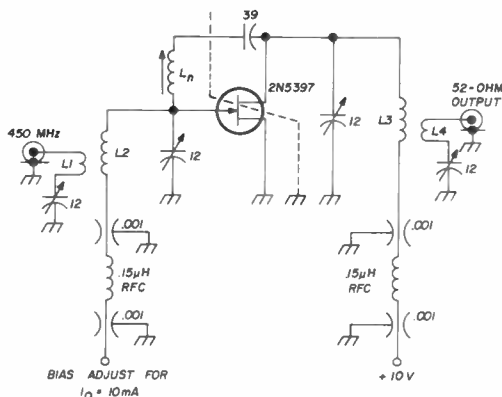 39
Ln
2N5397
52-OHM
OUTPUT
450 MHz
L1
L2
12
12
12
L3
L4
12
.001
.001
.15µH
RFC
.15µH
RFC
.001
.001
BIAS ADJUST FOR
ID = 10mA
+10V